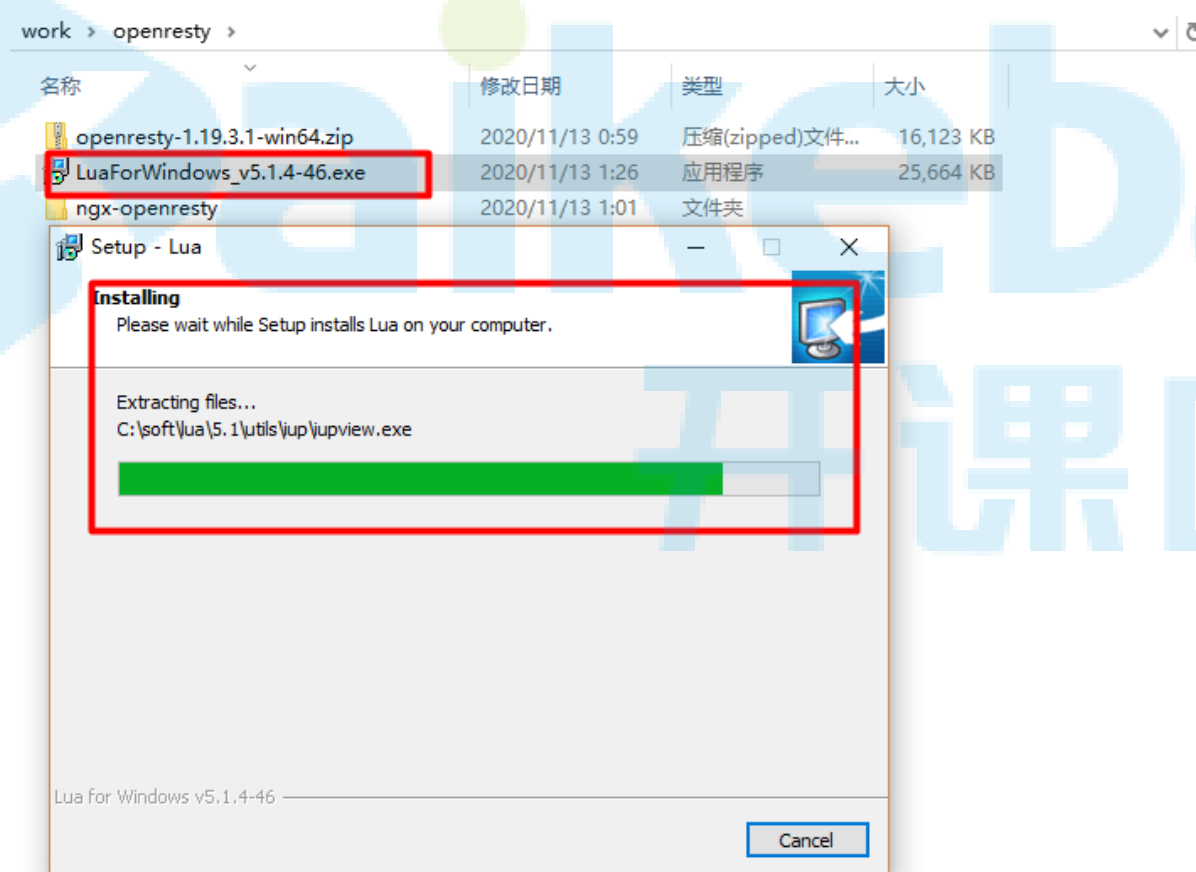 work > openresty >
名称 修改日期 类型 大小
openresty-1.19.3.1-win64.zip 2020/11/13 0:59 压缩(zipped)文件... 16,123 KB
LuaForWindows_v5.1.4-46.exe 2020/11/13 1:26 应用程序 25,664 KB
ngx-openresty 2020/11/13 1:01 文件夹
Setup - Lua
Installing
Please wait while Setup installs Lua on your computer.
Extracting files...
C:\soft\lua\5.1\utils\iup\iupview.exe
Lua for Windows v5.1.4-46
Cancel
aikeb
开课